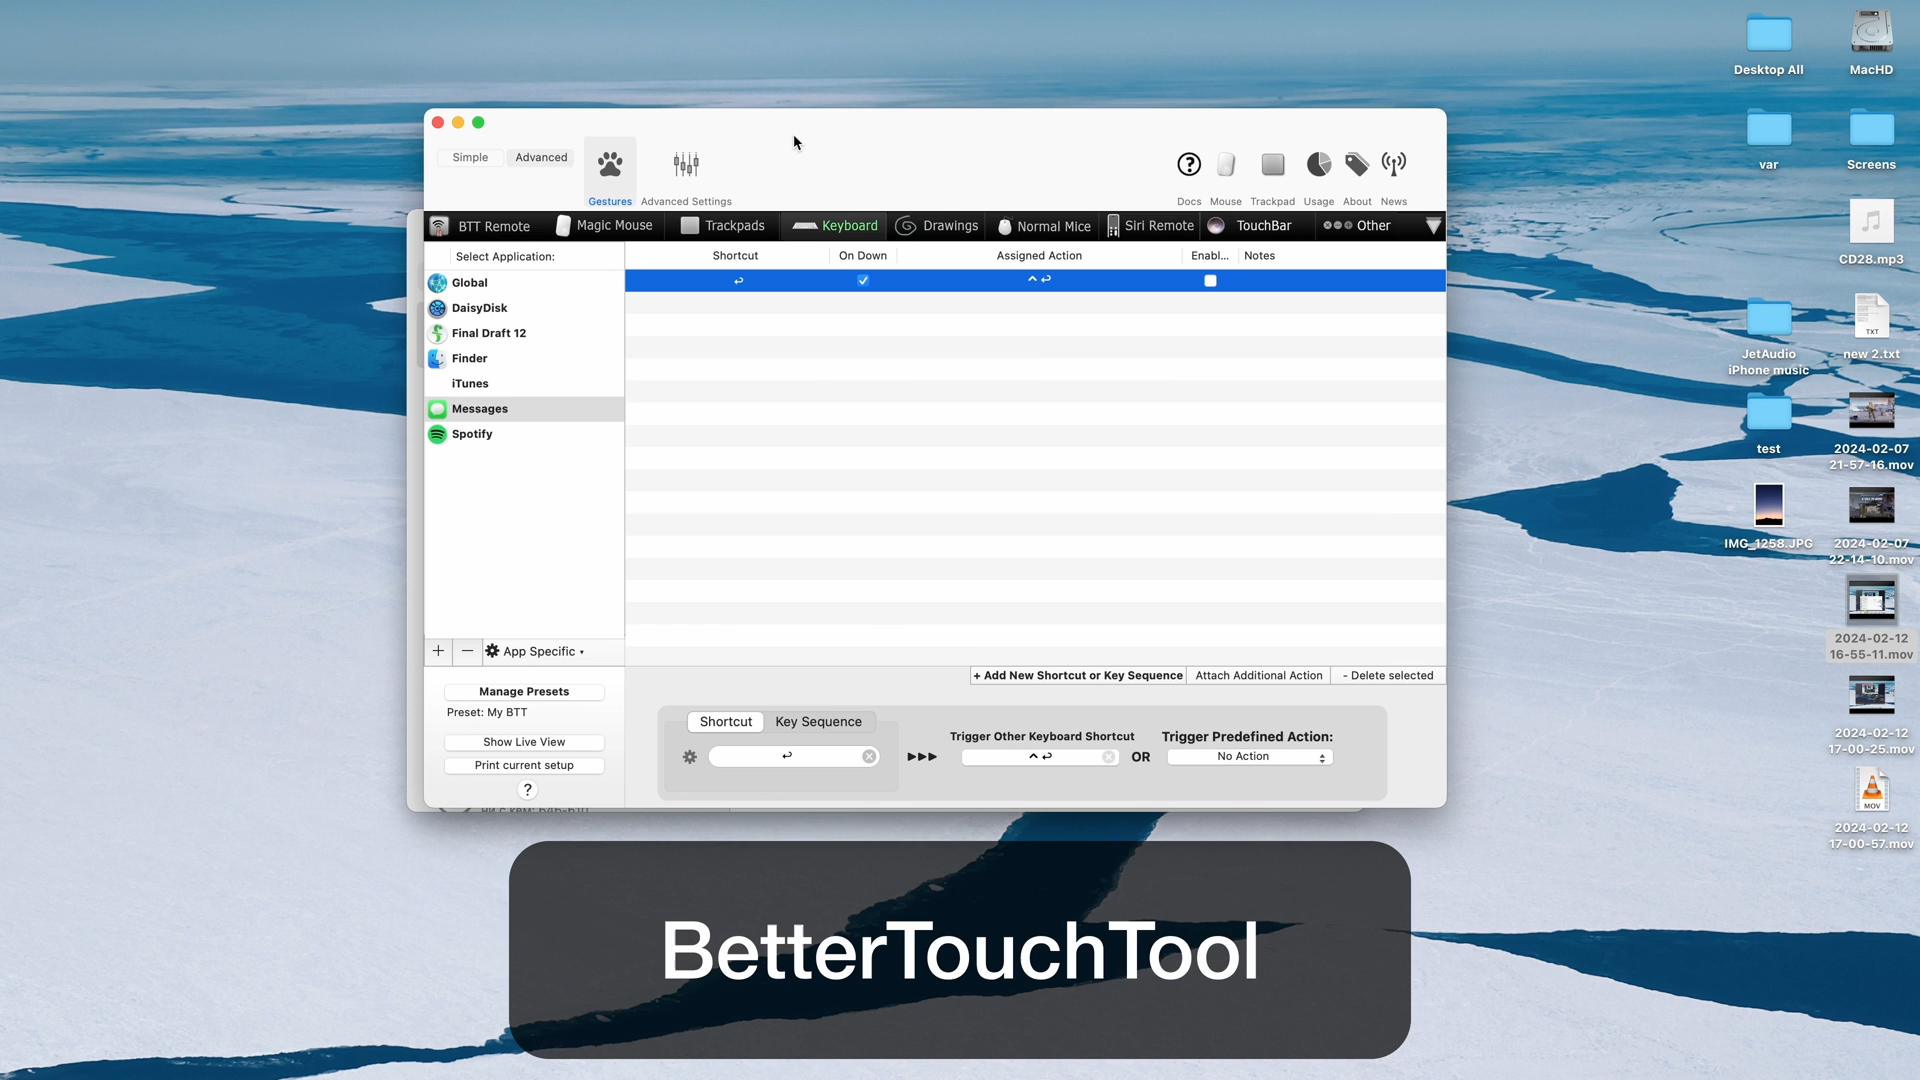 Simple
Advanced
Gestures
Advanced Settings
Docs
Mouse
Trackpad
Usage
About
News
BTT Remote
Magic Mouse
Trackpads
Keyboard
Drawings
Normal Mice
Siri Remote
TouchBar
Other
Select Application:
Shortcut
On Down
Assigned Action
Enabl...
Notes
Global
DaisyDisk
Final Draft 12
Finder
iTunes
Messages
Spotify
+ − App Specific
+ Add New Shortcut or Key Sequence
Attach Additional Action
- Delete selected
Manage Presets
Preset: My BTT
Show Live View
Print current setup
?
Shortcut
Key Sequence
Trigger Other Keyboard Shortcut
OR
Trigger Predefined Action:
No Action
BetterTouchTool
Desktop All
MacHD
var
Screens
CD28.mp3
JetAudio
iPhone music
TXT
new 2.txt
test
2024-02-07
21-57-16.mov
IMG_1258.JPG
2024-02-07
22-14-10.mov
2024-02-12
16-55-11.mov
2024-02-12
17-00-25.mov
MOV
2024-02-12
17-00-57.mov